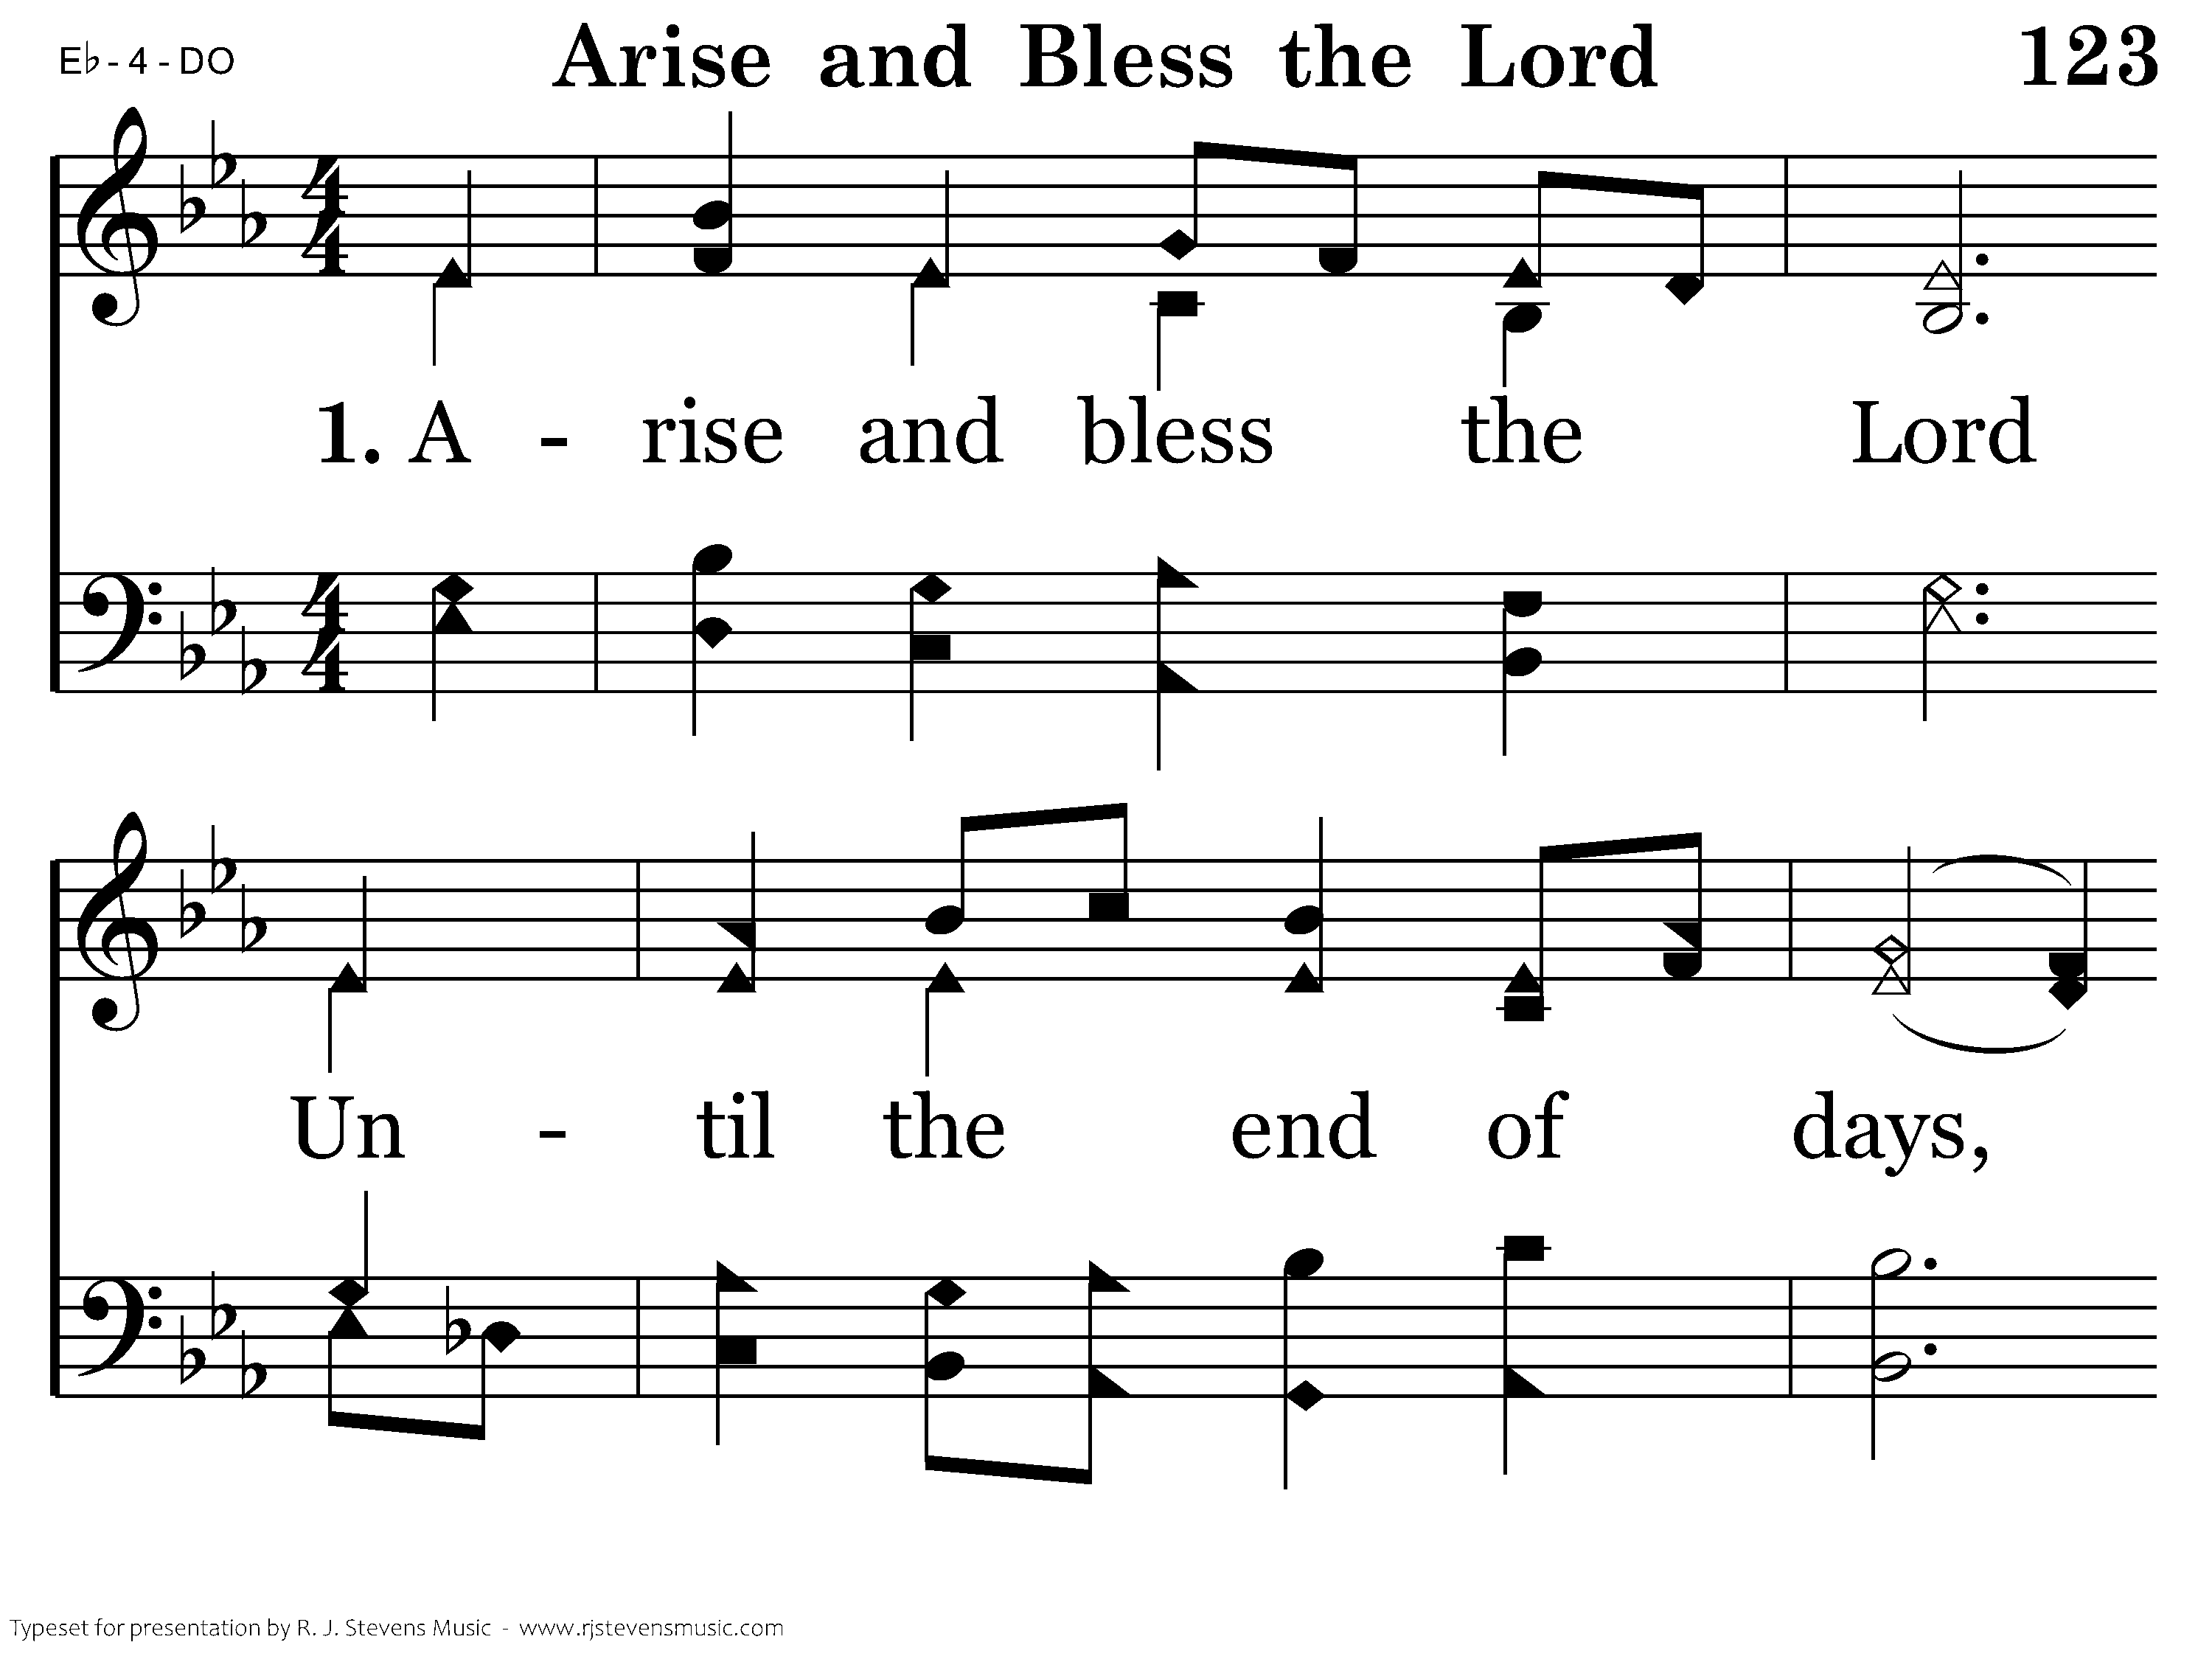 E♭ - 4 - DO
Arise and Bless the Lord
123
1. A - rise and bless the Lord
Un - til the end of days,
Typeset for presentation by R. J. Stevens Music - www.rjstevensmusic.com